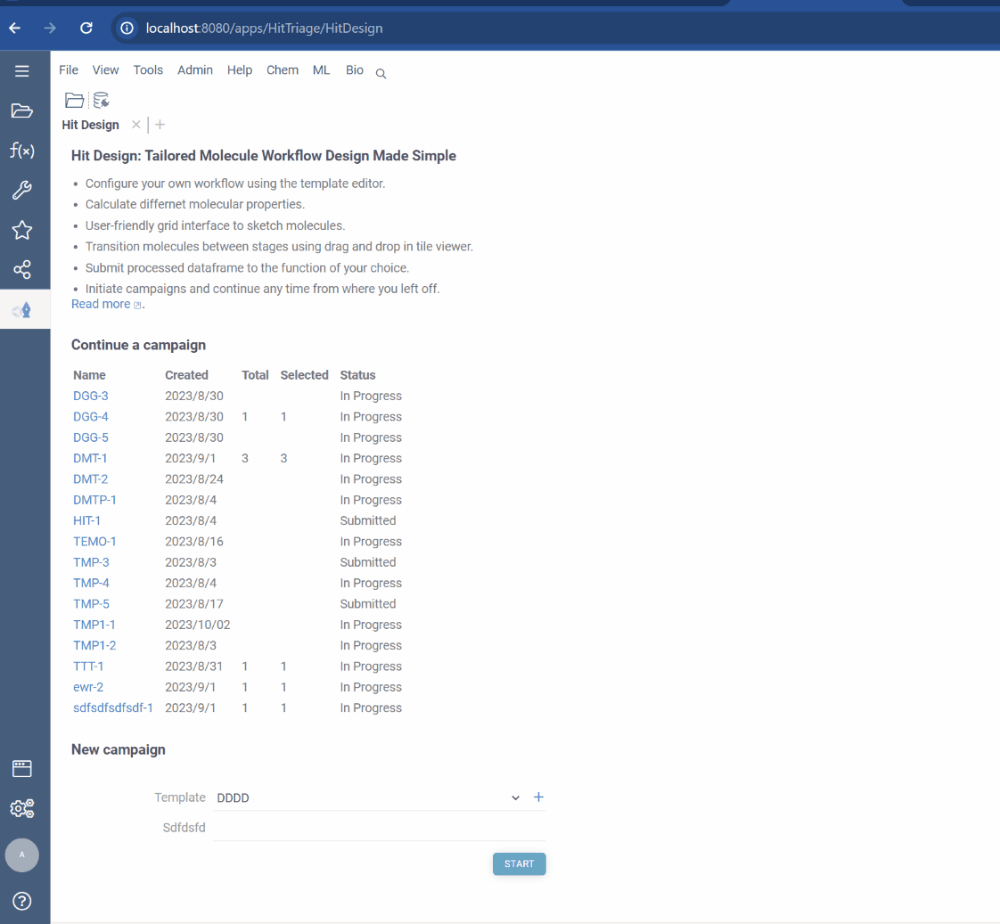 localhost:8080/apps/HitTriage/HitDesign
File View Tools Admin Help Chem ML Bio
Hit Design
Hit Design: Tailored Molecule Workflow Design Made Simple
Configure your own workflow using the template editor.
Calculate differnet molecular properties.
User-friendly grid interface to sketch molecules.
Transition molecules between stages using drag and drop in tile viewer.
Submit processed dataframe to the function of your choice.
Initiate campaigns and continue any time from where you left off.
Read more .
Continue a campaign
Name Created Total Selected Status
DGG-3 2023/8/30 In Progress
DGG-4 2023/8/30 1 1 In Progress
DGG-5 2023/8/30 In Progress
DMT-1 2023/9/1 3 3 In Progress
DMT-2 2023/8/24 In Progress
DMTP-1 2023/8/4 In Progress
HIT-1 2023/8/4 Submitted
TEMO-1 2023/8/16 In Progress
TMP-3 2023/8/3 Submitted
TMP-4 2023/8/4 In Progress
TMP-5 2023/8/17 Submitted
TMP1-1 2023/10/02 In Progress
TMP1-2 2023/8/3 In Progress
TTT-1 2023/8/31 1 1 In Progress
ewr-2 2023/9/1 1 1 In Progress
sdfsdfsdfsdf-1 2023/9/1 1 1 In Progress
New campaign
Template DDDD
Sdfdsfd
START
f(x)
A